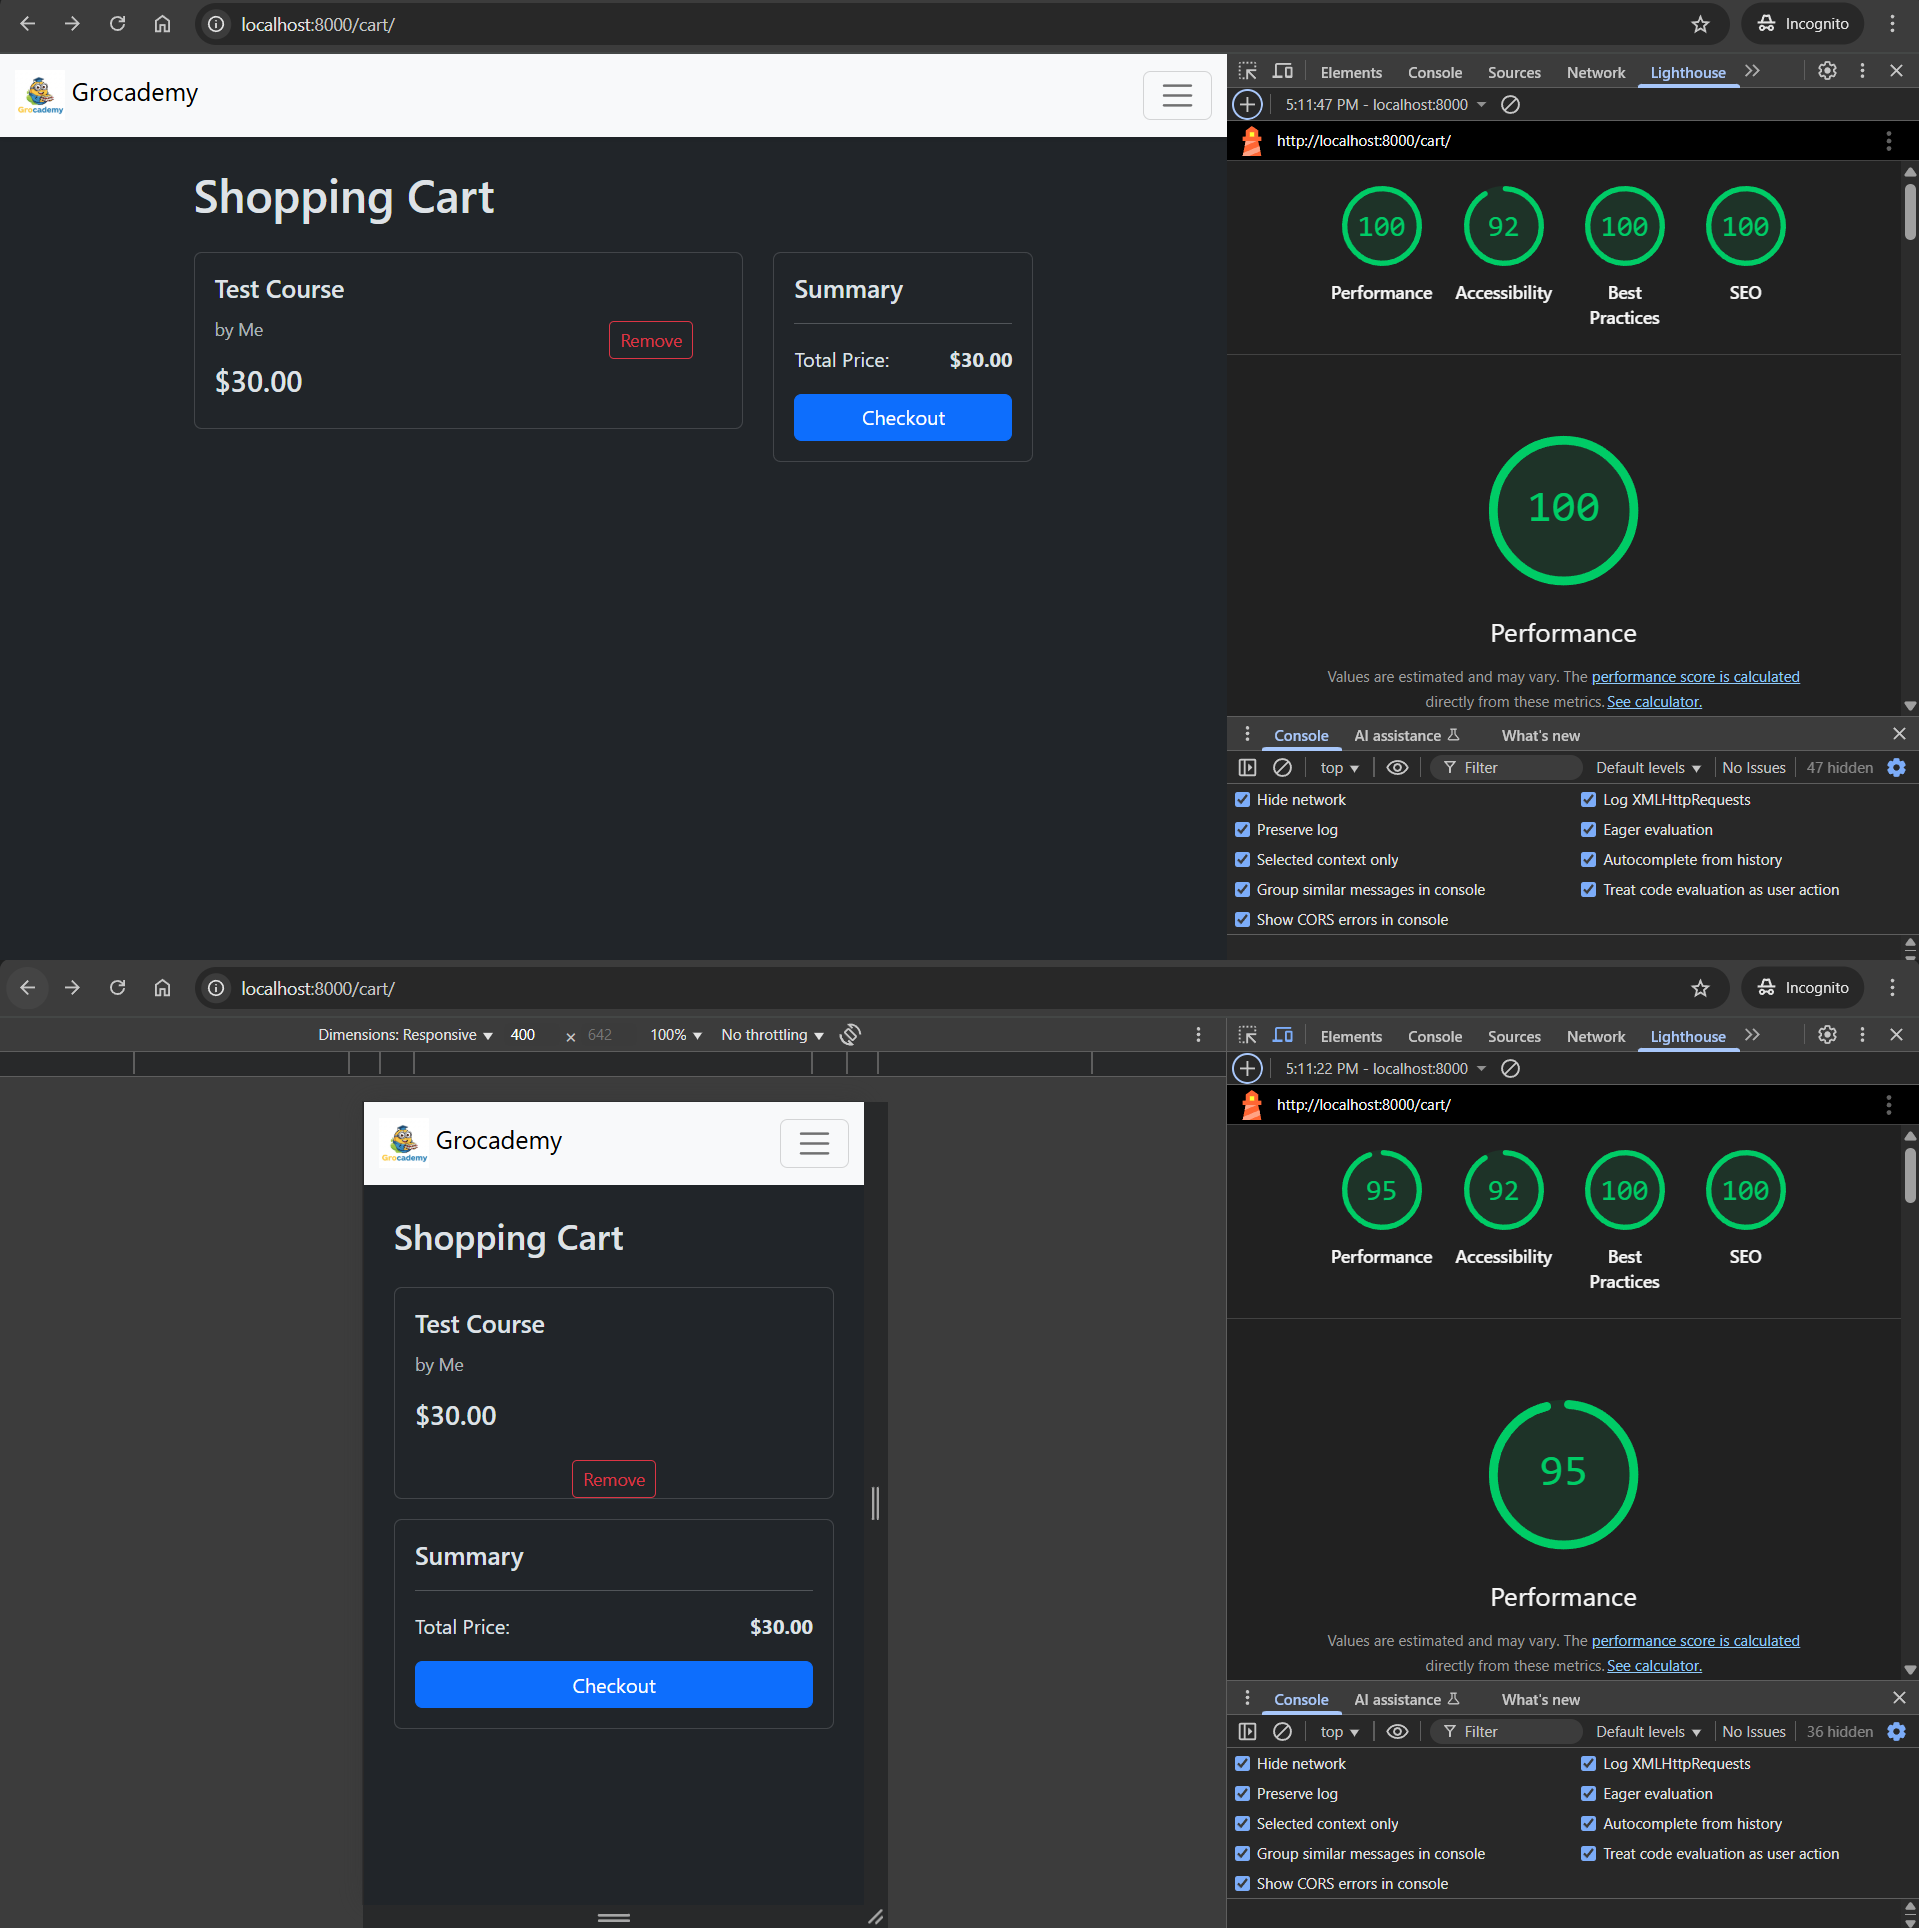 localhost:8000/cart/
Incognito
Grocademy
Grocademy
Shopping Cart
Test Course
by Me
$30.00
Remove
Summary
Total Price: $30.00
Checkout
Elements Console Sources Network Lighthouse
5:11:47 PM - localhost:8000
http://localhost:8000/cart/
100 92 100 100
Performance Accessibility Best Practices SEO
100
Performance
Values are estimated and may vary. The performance score is calculated
directly from these metrics. See calculator.
Console AI assistance What's new
top Filter Default levels No Issues 47 hidden
Hide network Log XMLHttpRequests
Preserve log Eager evaluation
Selected context only Autocomplete from history
Group similar messages in console Treat code evaluation as user action
Show CORS errors in console
localhost:8000/cart/
Incognito
Dimensions: Responsive 400 × 642 100% No throttling
Grocademy
Grocademy
Shopping Cart
Test Course
by Me
$30.00
Remove
Summary
Total Price: $30.00
Checkout
Elements Console Sources Network Lighthouse
5:11:22 PM - localhost:8000
http://localhost:8000/cart/
95 92 100 100
Performance Accessibility Best Practices SEO
95
Performance
Values are estimated and may vary. The performance score is calculated
directly from these metrics. See calculator.
Console AI assistance What's new
top Filter Default levels No Issues 36 hidden
Hide network Log XMLHttpRequests
Preserve log Eager evaluation
Selected context only Autocomplete from history
Group similar messages in console Treat code evaluation as user action
Show CORS errors in console